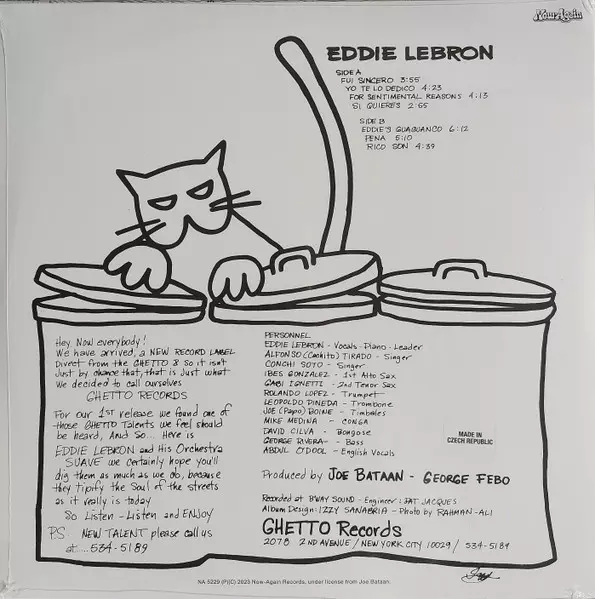 Now-Again
EDDIE LEBRON
SIDE A
FUI SINCERO 3:55
YO TE LO DEDICO 4:23
FOR SENTIMENTAL REASONS 4:13
SI QUIERES 2:55
SIDE B
EDDIE'S GUAGUANCO 6:12
PENA 5:10
RICO SON 4:39
Hey, Now everybody!
We have arrived, a NEW RECORD LABEL
Direct from the GHETTO & so it isn't
Just by chance that, that is Just what
We decided to call ourselves
GHETTO RECORDS
For our 1st release we found one of
those GHETTO Talents we feel should
be heard, And So... Here is
EDDIE LEBRON and His Orchestra
SUAVE we certainly hope you'll
dig them as much as we do, because
they tipify the Soul of the streets
as it really is today
So Listen - Listen and ENJOY
P.S. NEW TALENT please call us
at .... 534-5189
PERSONNEL
EDDIE LEBRON - Vocals - Piano - Leader
ALFONSO (Coohito) TIRADO - Singer
CONCHI SOTO - Singer
IBES GONZALEZ - 1st Alto Sax
GABI IGNETTI - 2nd Tenor Sax
ROLANDO LOPEZ - Trumpet
LEOPOLDO PINEDA - Trombone
JOE (Papo) BOINE - Timbales
MIKE MEDINA - CONGA
DAVID CILVA - Bongose
GEORGE RIVERA - Bass
ABDUL O'DOOL - English Vocals
MADE IN
CZECH REPUBLIC
Produced by JOE BATAAN - GEORGE FEBO
Recorded at B'WAY SOUND - Engineer: PAT JACQUES
Album Design: IZZY SANABRIA - Photo by RAHMAN-ALI
GHETTO Records
2078 2ND AVENUE / NEW YORK CITY 10029 / 534-5189
Izzy
NA 5229 (P)(C) 2023 Now-Again Records, under license from Joe Bataan.